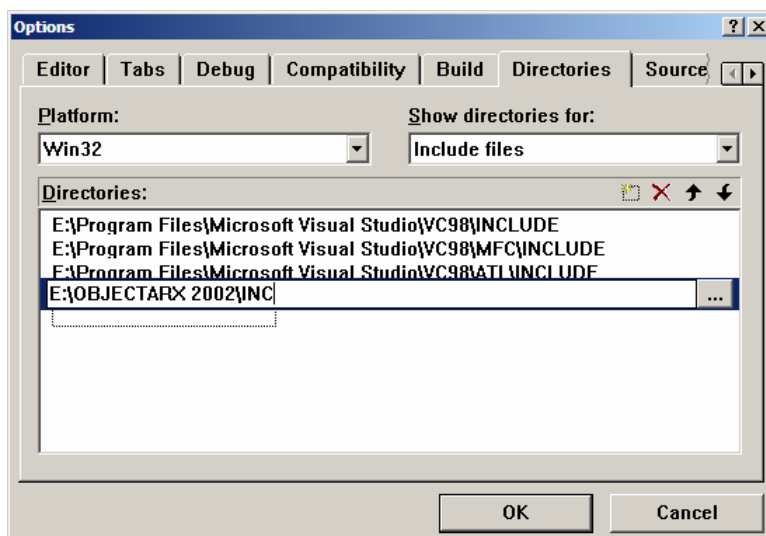 Options
Editor Tabs Debug Compatibility Build Directories Source
Platform: Show directories for:
Win32 Include files
Directories:
E:\Program Files\Microsoft Visual Studio\VC98\INCLUDE
E:\Program Files\Microsoft Visual Studio\VC98\MFC\INCLUDE
E:\Program Files\Microsoft Visual Studio\VC98\ATL\INCLUDE
E:\OBJECTARX 2002\INC
...
OK Cancel